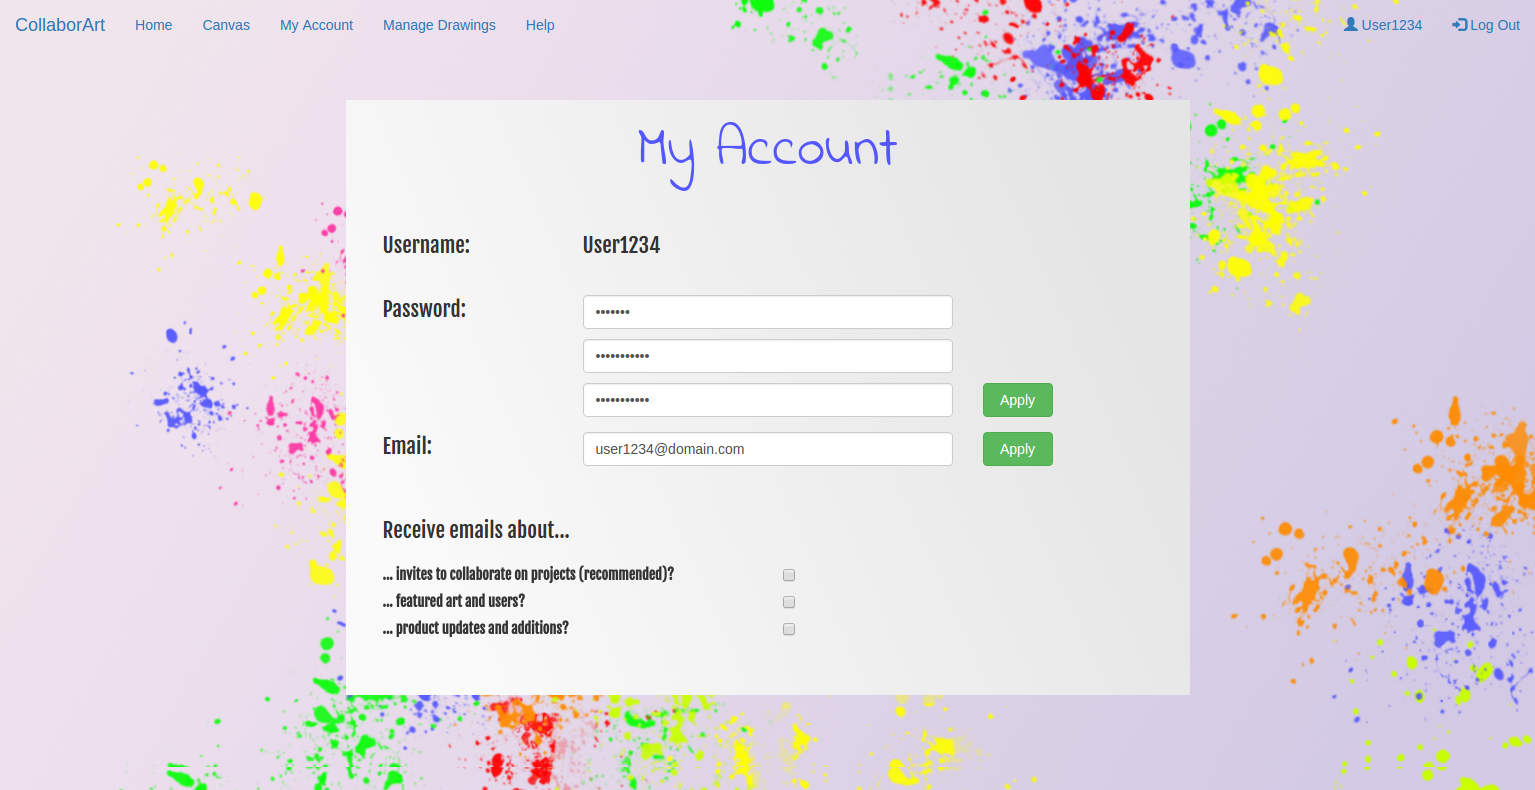 CollaborArt Home Canvas My Account Manage Drawings Help User1234 Log Out
My Account
Username: User1234
Password: •••••••
•••••••••••
••••••••••• Apply
Email: user1234@domain.com Apply
Receive emails about...
... invites to collaborate on projects (recommended)?
... featured art and users?
... product updates and additions?